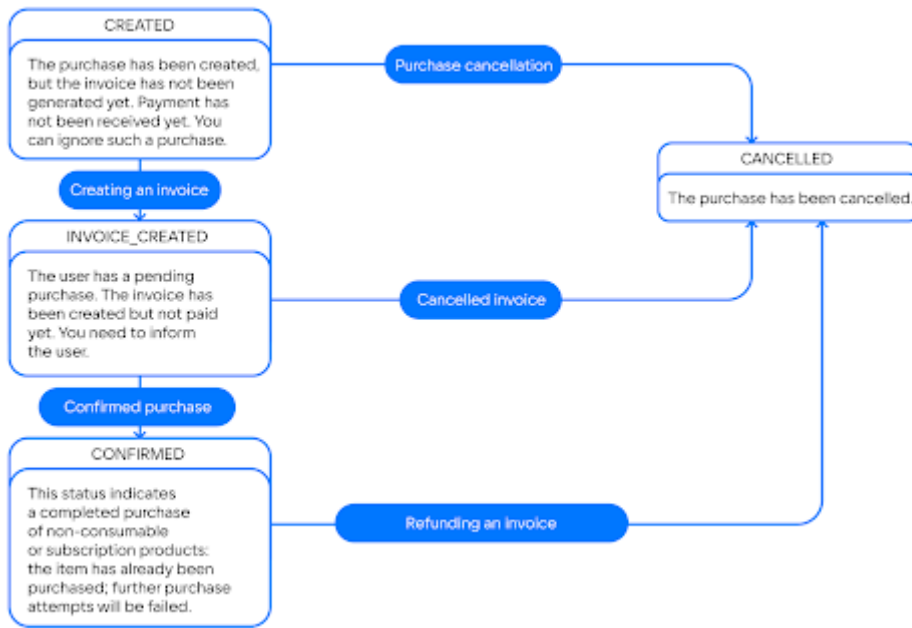 CREATED
The purchase has been created,
but the invoice has not been
generated yet. Payment has
not been received yet. You
can ignore such a purchase.
Purchase cancellation
CANCELLED
The purchase has been cancelled.
Creating an invoice
INVOICE_CREATED
The user has a pending
purchase. The invoice has
been created but not paid
yet. You need to inform
the user.
Cancelled invoice
Confirmed purchase
CONFIRMED
This status indicates
a completed purchase
of non-consumable
or subscription products:
the item has already been
purchased; further purchase
attempts will be failed.
Refunding an invoice